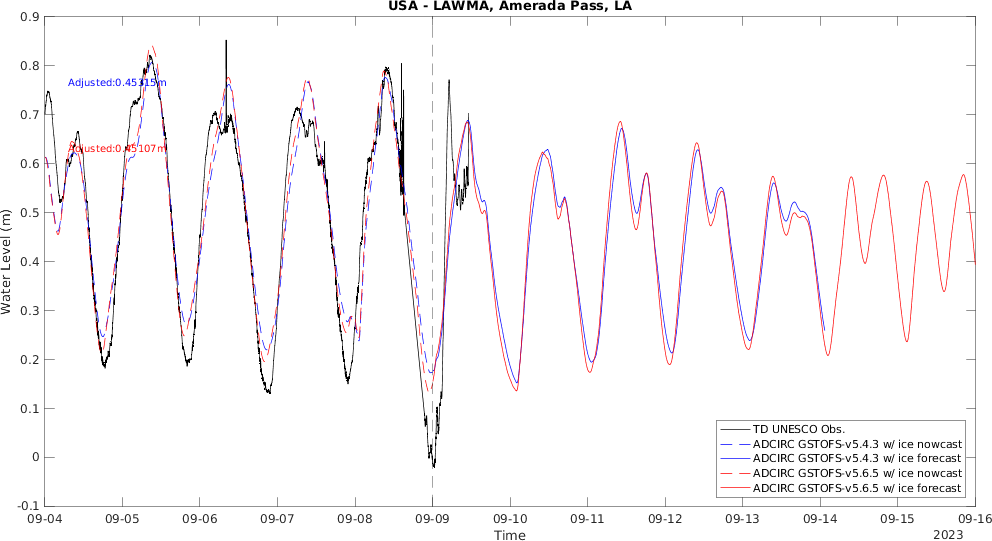 USA - LAWMA, Amerada Pass, LA
0.9
0.8
0.7
0.6
0.5
0.4
0.3
0.2
0.1
0
-0.1
Water Level (m)
Adjusted:0.45315m
Adjusted:0.45107m
TD UNESCO Obs.
ADCIRC GSTOFS-v5.4.3 w/ ice nowcast
ADCIRC GSTOFS-v5.4.3 w/ ice forecast
ADCIRC GSTOFS-v5.6.5 w/ ice nowcast
ADCIRC GSTOFS-v5.6.5 w/ ice forecast
09-04 09-05 09-06 09-07 09-08 09-09 09-10 09-11 09-12 09-13 09-14 09-15 09-16
Time
2023